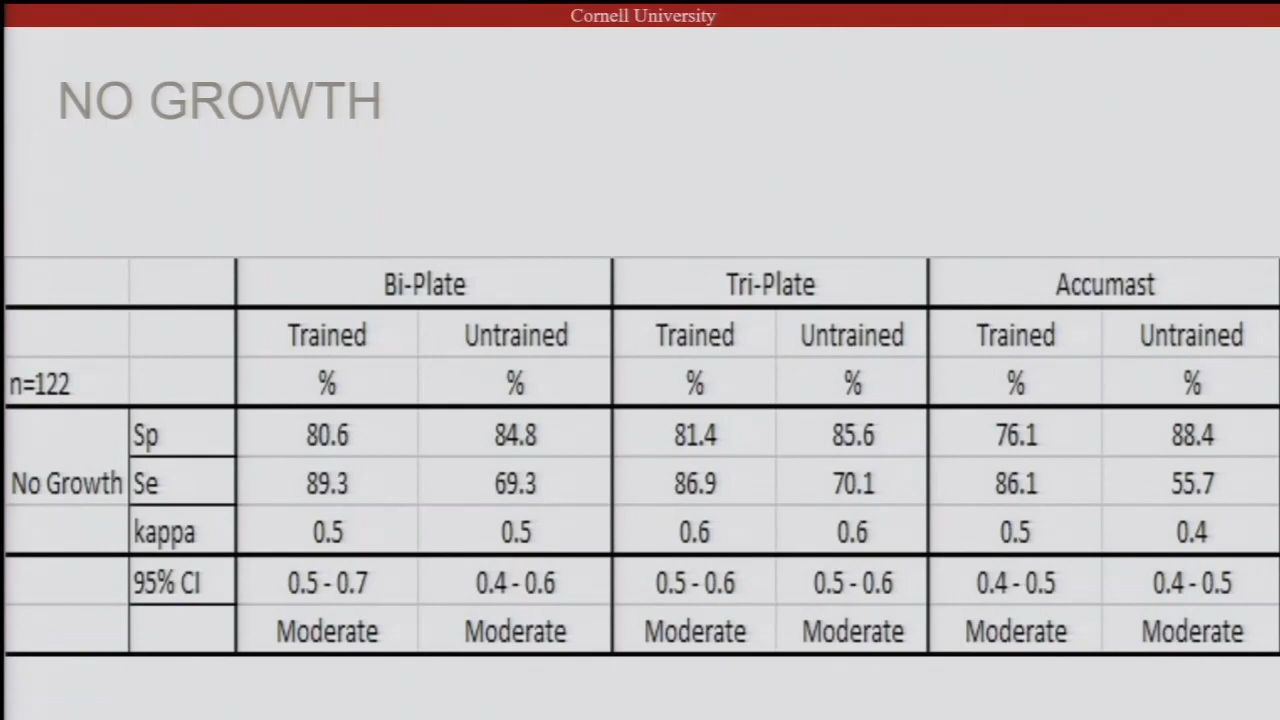 Cornell University
NO GROWTH
Bi-Plate Tri-Plate Accumast
Trained Untrained Trained Untrained Trained Untrained
n=122 % % % % % %
Sp 80.6 84.8 81.4 85.6 76.1 88.4
No Growth Se 89.3 69.3 86.9 70.1 86.1 55.7
kappa 0.5 0.5 0.6 0.6 0.5 0.4
95% CI 0.5 - 0.7 0.4 - 0.6 0.5 - 0.6 0.5 - 0.6 0.4 - 0.5 0.4 - 0.5
Moderate Moderate Moderate Moderate Moderate Moderate